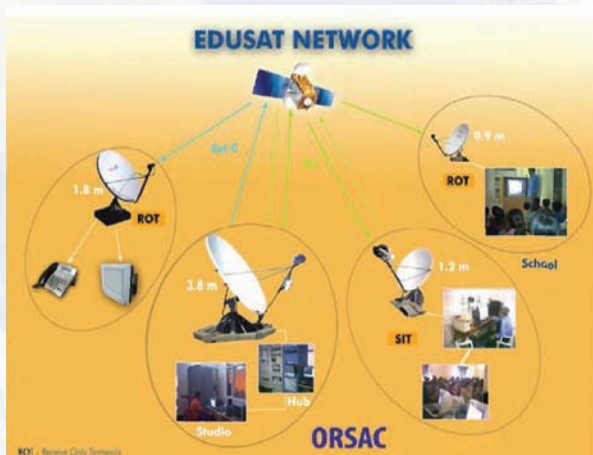 EDUSAT NETWORK
Ext C
Ku
0.9 m
ROT
School
1.8 m
ROT
3.8 m
1.2 m
SIT
Hub
Studio
ORSAC
ROT - Receive Only Terminals